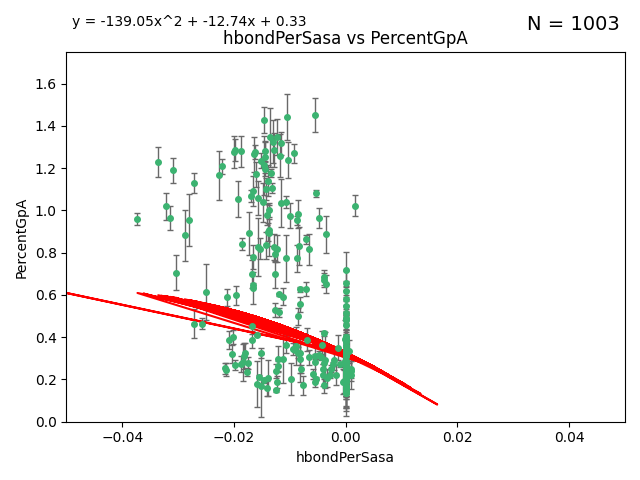 y = -139.05x^2 + -12.74x + 0.33
N = 1003
hbondPerSasa vs PercentGpA
PercentGpA
1.6
1.4
1.2
1.0
0.8
0.6
0.4
0.2
0.0
−0.04
−0.02
0.00
0.02
0.04
hbondPerSasa